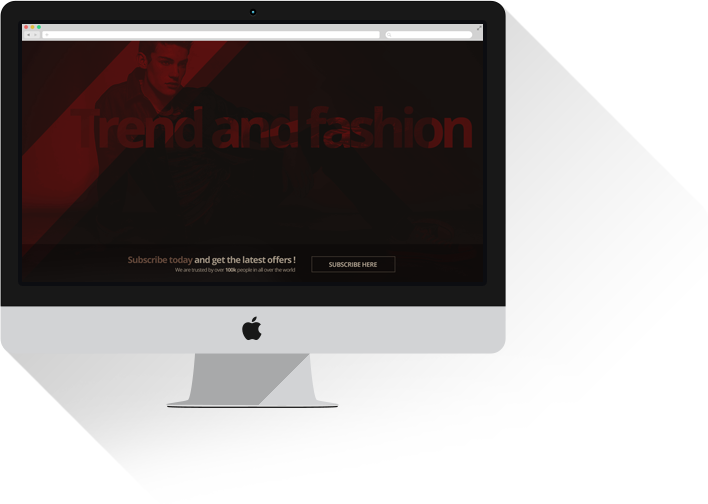 Trend and fashion
Subscribe today and get the latest offers !
We are trusted by over 100k people in all over the world
SUBSCRIBE HERE